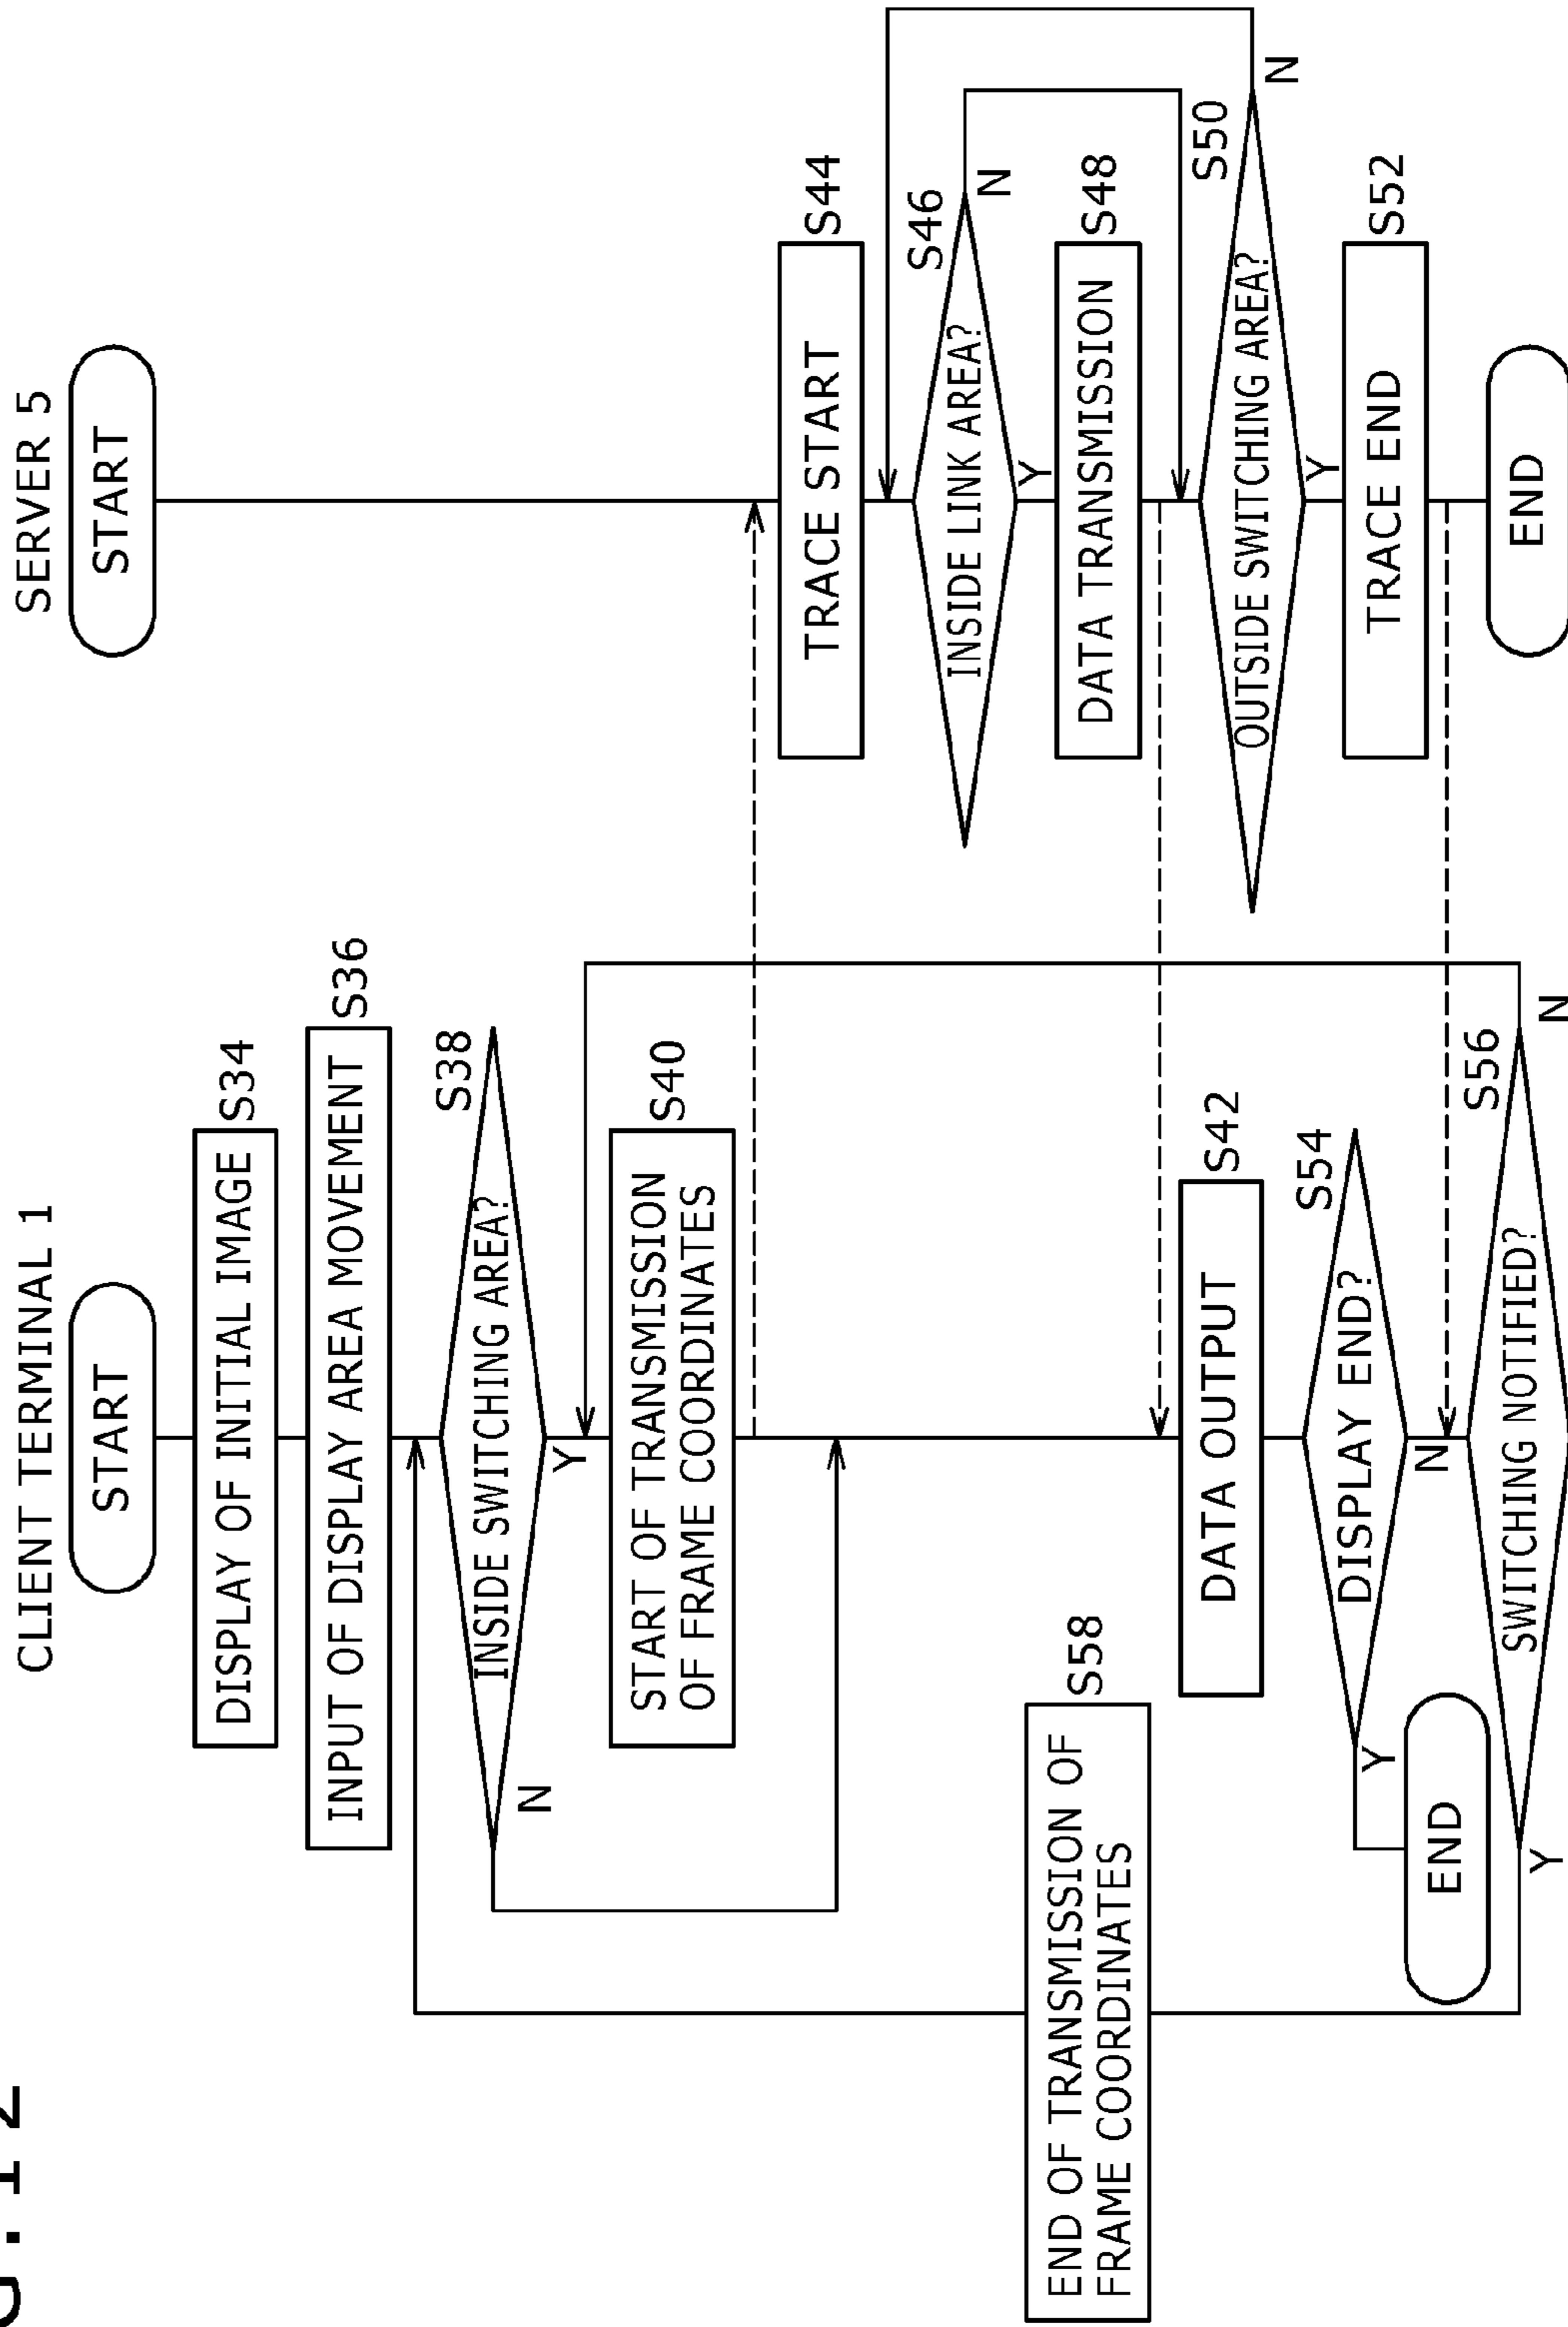 CLIENT TERMINAL 1
START
DISPLAY OF INITIAL IMAGE
S34
INPUT OF DISPLAY AREA MOVEMENT
S36
INSIDE SWITCHING AREA?
S38
N
Y
START OF TRANSMISSION
OF FRAME COORDINATES
S40
END OF TRANSMISSION OF
FRAME COORDINATES
S58
DATA OUTPUT
S42
DISPLAY END?
S54
Y
N
END
SWITCHING NOTIFIED?
S56
Y
N
SERVER 5
START
TRACE START
S44
INSIDE LINK AREA?
S46
N
Y
DATA TRANSMISSION
S48
OUTSIDE SWITCHING AREA?
S50
N
Y
TRACE END
S52
END